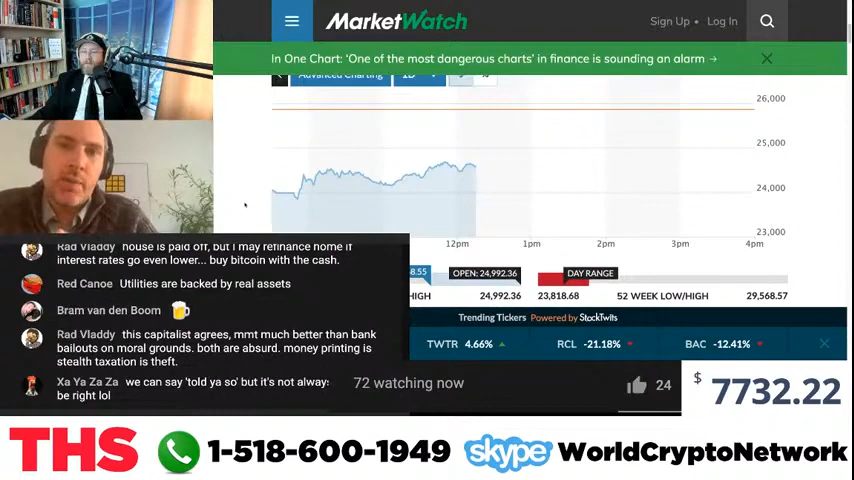 MarketWatch
Sign Up • Log In
In One Chart: ‘One of the most dangerous charts’ in finance is sounding an alarm →
Advanced Charting
1D
%
26,000
25,000
24,000
23,000
12pm
1pm
2pm
3pm
4pm
Rad Vladdy house is paid off, but I may refinance home if
interest rates go even lower... buy bitcoin with the cash.
Red Canoe Utilities are backed by real assets
Bram van den Boom
Rad Vladdy this capitalist agrees, mmt much better than bank
bailouts on moral grounds. both are absurd. money printing is
stealth taxation is theft.
Xa Ya Za Za we can say 'told ya so' but it's not always
be right lol
8.55
OPEN: 24,992.36
DAY RANGE
HIGH
24,992.36
23,818.68
52 WEEK LOW/HIGH
29,568.57
Trending Tickers Powered by StockTwits
TWTR 4.66%
RCL -21.18%
BAC -12.41%
72 watching now
24
$ 7732.22
THS
1-518-600-1949
skype
WorldCryptoNetwork